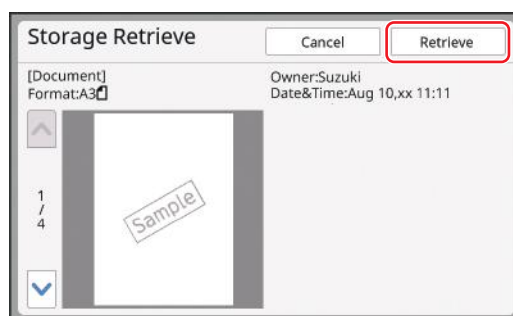 Storage Retrieve
Cancel
Retrieve
[Document]
Format:A3
Owner:Suzuki
Date&Time:Aug 10,xx 11:11
1
/
4
Sample